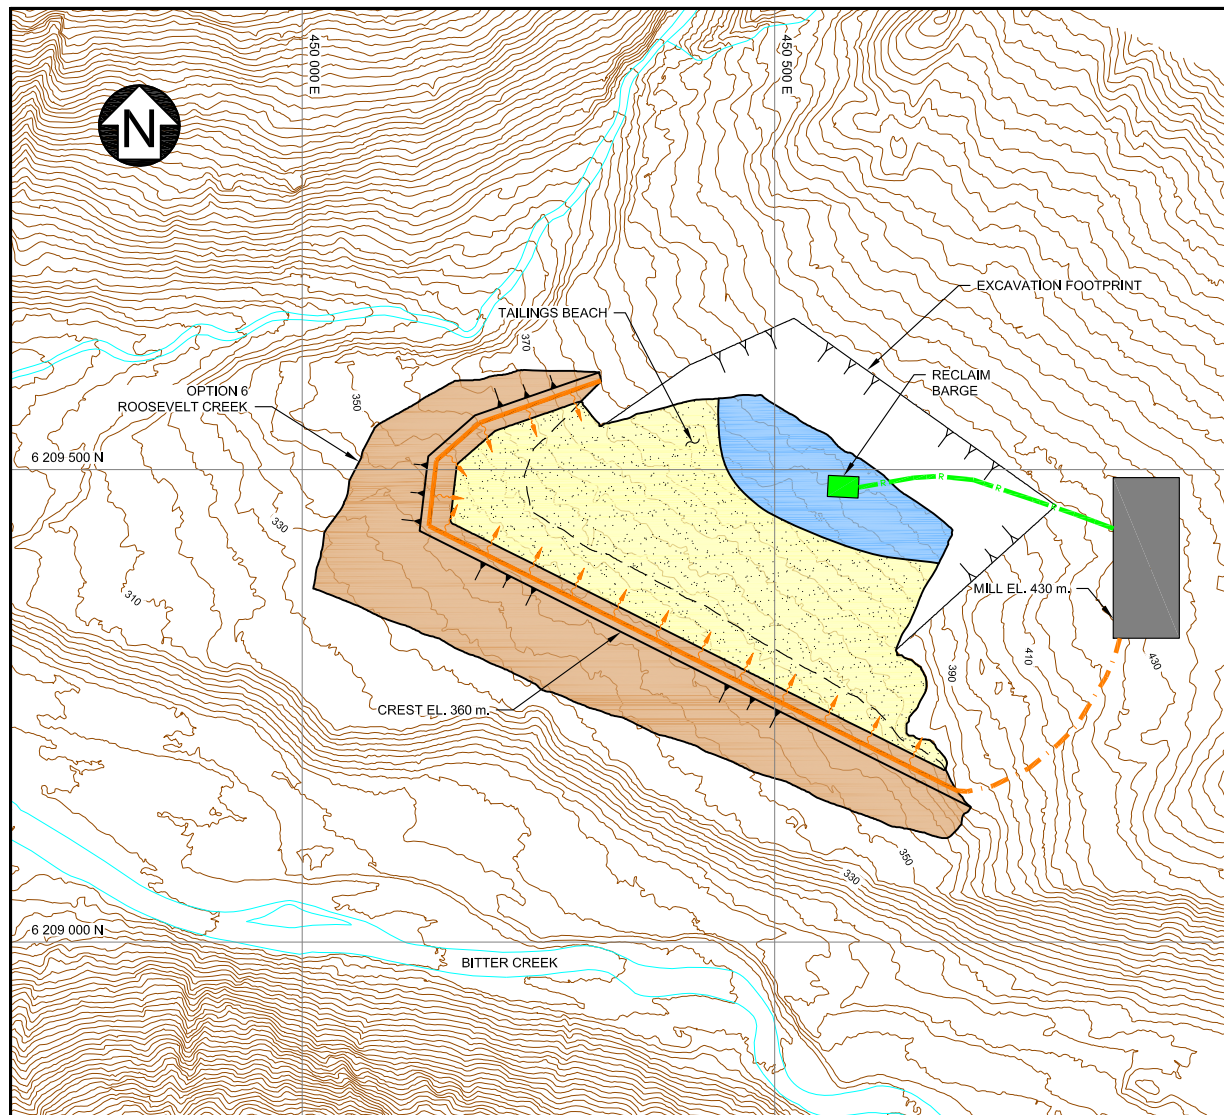 450 000 E
450 500 E
N
EXCAVATION FOOTPRINT
TAILINGS BEACH
370
RECLAIM
BARGE
OPTION 6
ROOSEVELT CREEK
350
6 209 500 N
R
R
R
R
330
MILL EL. 430 m.
310
390
410
430
CREST EL. 360 m.
350
330
6 209 000 N
BITTER CREEK